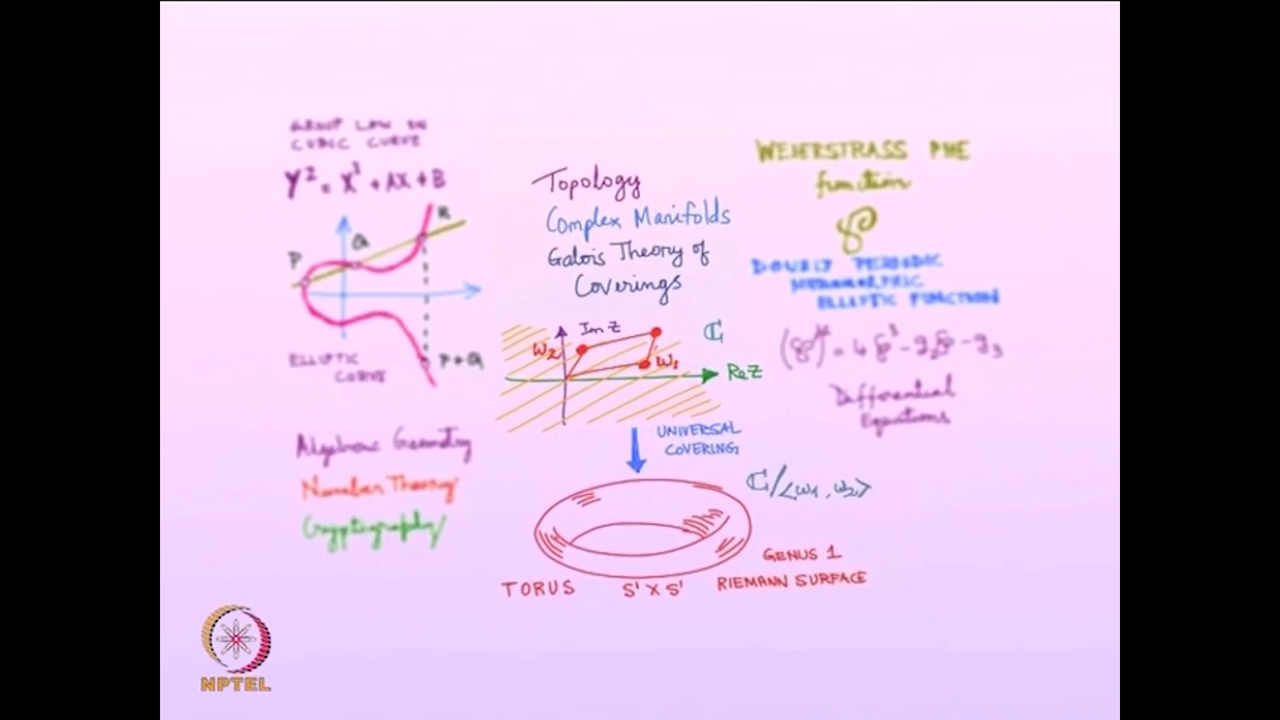 GROUP LAW ON
CUBIC CURVE
Y² = X³ + AX + B
R
Q
P
P+Q
ELLIPTIC
CURVE
Algebraic Geometry
Number Theory
Cryptography
Topology
Complex Manifolds
Galois Theory of
Coverings
Im Z
ℂ
ω2
ω1
Re Z
UNIVERSAL
COVERING
ℂ/<ω1, ω2>
GENUS 1
TORUS S¹ X S¹ RIEMANN SURFACE
WEIERSTRASS PHE
function
℘
DOUBLY PERIODIC
MEROMORPHIC
ELLIPTIC FUNCTION
(℘')² = 4℘³ - g₂℘ - g₃
Differential
Equations
NPTEL